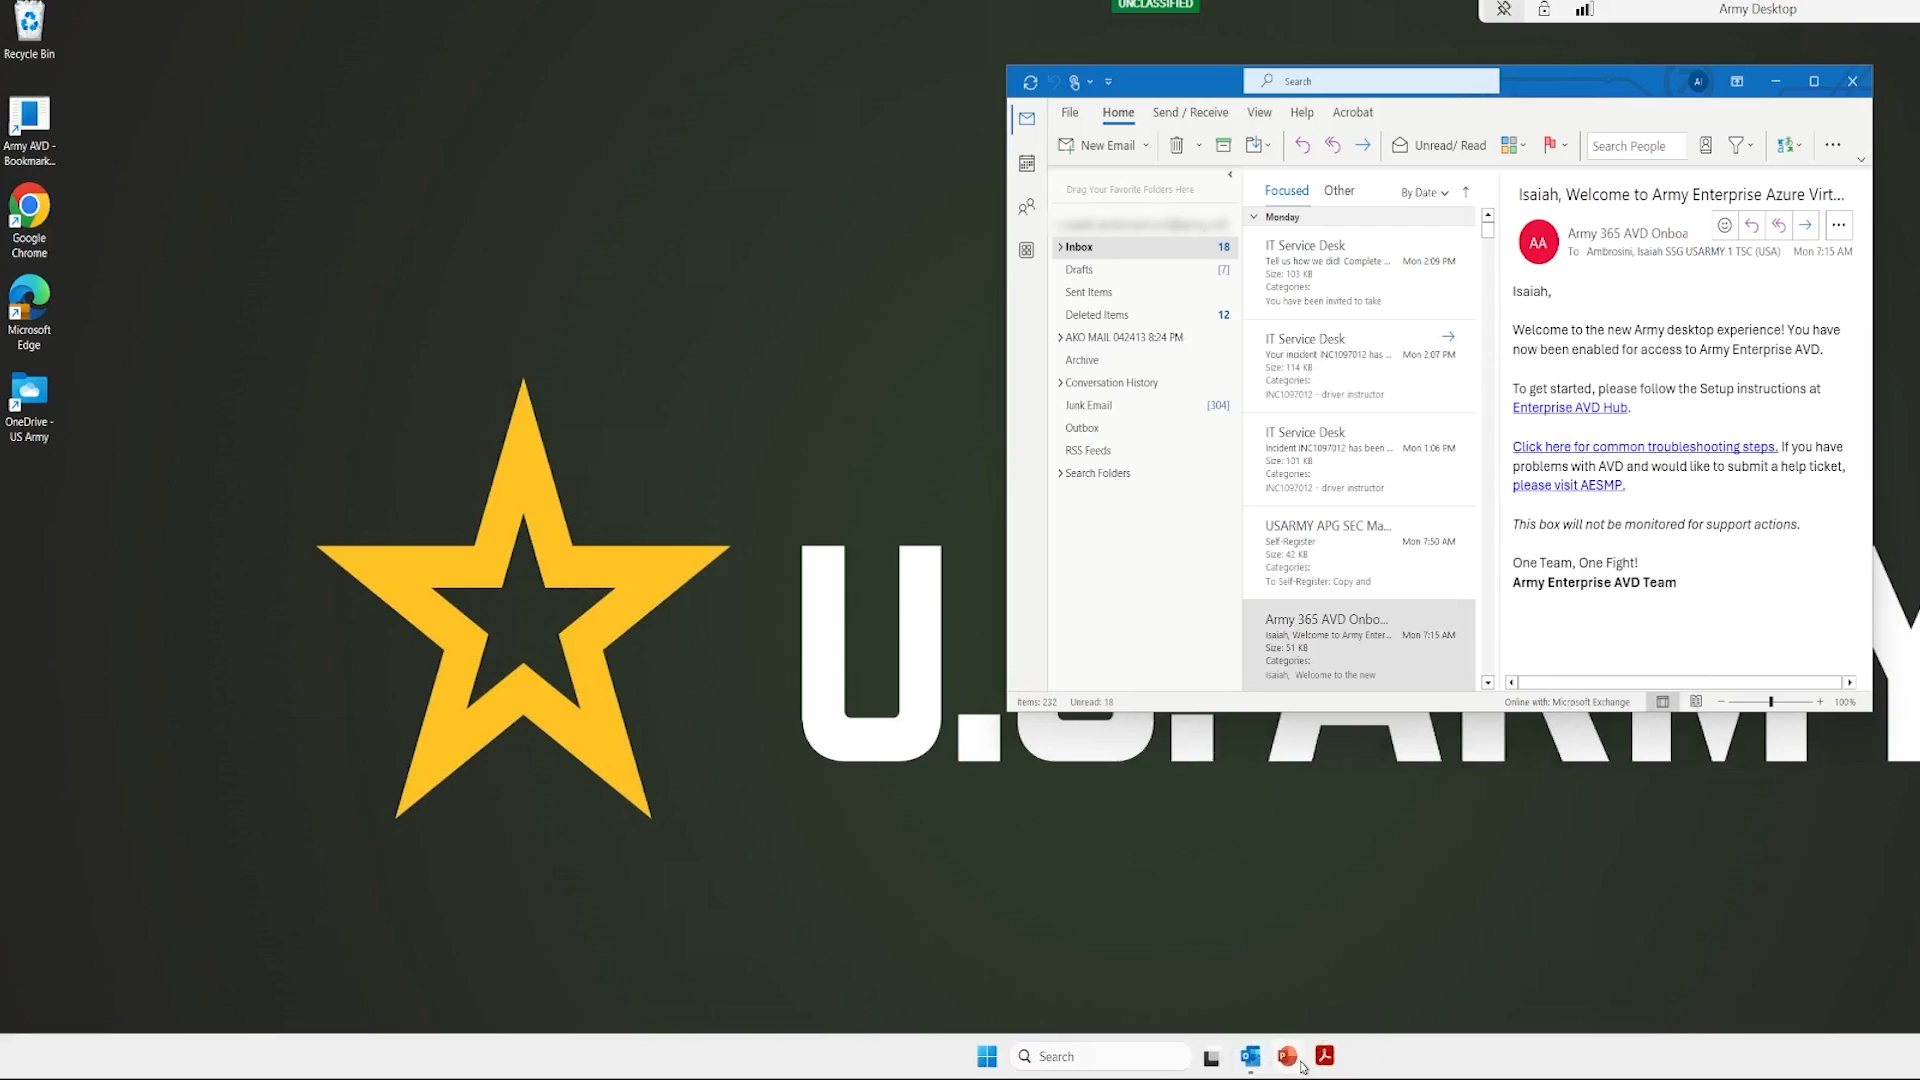 UNCLASSIFIED
Army Desktop
Recycle Bin
Army AVD -
Bookmark...
Google
Chrome
Microsoft
Edge
OneDrive -
US Army
U.S. ARMY
Search
AI
File Home Send / Receive View Help Acrobat
New Email
Unread/ Read
Search People
Drag Your Favorite Folders Here
Inbox 18
Drafts [7]
Sent Items
Deleted Items 12
AKO MAIL 042413 8:24 PM
Archive
Conversation History
Junk Email [304]
Outbox
RSS Feeds
Search Folders
Focused Other By Date
Monday
IT Service Desk
Tell us how we did! Complete ... Mon 2:09 PM
Size: 103 KB
Categories:
You have been invited to take
IT Service Desk
Your incident INC1097012 has ... Mon 2:07 PM
Size: 114 KB
Categories:
INC1097012 - driver instructor
IT Service Desk
Incident INC1097012 has been ... Mon 1:06 PM
Size: 101 KB
Categories:
INC1097012 - driver instructor
USARMY APG SEC Ma...
Self-Register Mon 7:50 AM
Size: 42 KB
Categories:
To Self-Register: Copy and
Army 365 AVD Onbo...
Isaiah, Welcome to Army Enter... Mon 7:15 AM
Size: 51 KB
Categories:
Isaiah, Welcome to the new
Isaiah, Welcome to Army Enterprise Azure Virt...
AA
Army 365 AVD Onboa
To Ambrosini, Isaiah SSG USARMY 1 TSC (USA) Mon 7:15 AM
Isaiah,
Welcome to the new Army desktop experience! You have
now been enabled for access to Army Enterprise AVD.
To get started, please follow the Setup instructions at
Enterprise AVD Hub.
Click here for common troubleshooting steps. If you have
problems with AVD and would like to submit a help ticket,
please visit AESMP.
This box will not be monitored for support actions.
One Team, One Fight!
Army Enterprise AVD Team
Items: 232 Unread: 18
Online with: Microsoft Exchange
100%
Search